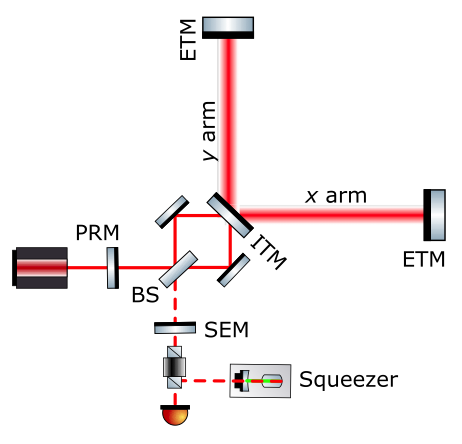 ETM
y arm
x arm
PRM
ITM
ETM
BS
SEM
Squeezer